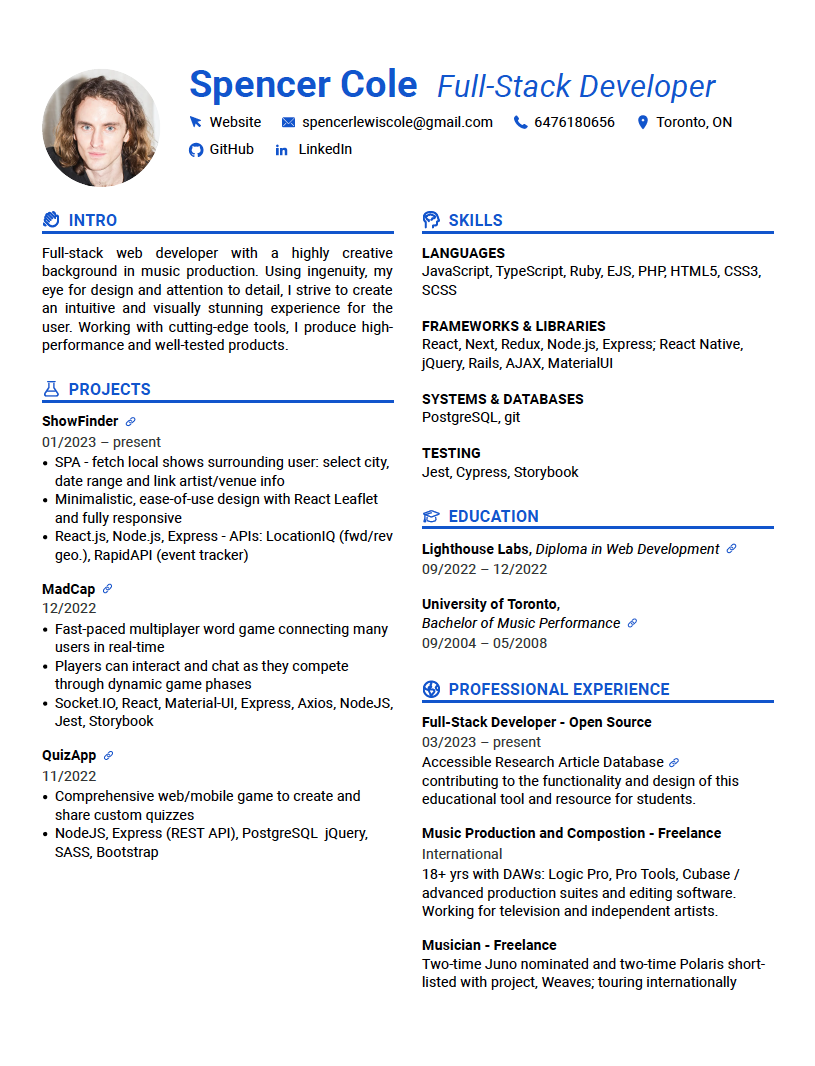 Spencer Cole Full-Stack Developer
Website spencerlewiscole@gmail.com 6476180656 Toronto, ON
GitHub LinkedIn
INTRO
Full-stack web developer with a highly creative
background in music production. Using ingenuity, my
eye for design and attention to detail, I strive to create
an intuitive and visually stunning experience for the
user. Working with cutting-edge tools, I produce high-
performance and well-tested products.
PROJECTS
ShowFinder
01/2023 – present
• SPA - fetch local shows surrounding user: select city,
date range and link artist/venue info
• Minimalistic, ease-of-use design with React Leaflet
and fully responsive
• React.js, Node.js, Express - APIs: LocationIQ (fwd/rev
geo.), RapidAPI (event tracker)
MadCap
12/2022
• Fast-paced multiplayer word game connecting many
users in real-time
• Players can interact and chat as they compete
through dynamic game phases
• Socket.IO, React, Material-UI, Express, Axios, NodeJS,
Jest, Storybook
QuizApp
11/2022
• Comprehensive web/mobile game to create and
share custom quizzes
• NodeJS, Express (REST API), PostgreSQL jQuery,
SASS, Bootstrap
SKILLS
LANGUAGES
JavaScript, TypeScript, Ruby, EJS, PHP, HTML5, CSS3,
SCSS
FRAMEWORKS & LIBRARIES
React, Next, Redux, Node.js, Express; React Native,
jQuery, Rails, AJAX, MaterialUI
SYSTEMS & DATABASES
PostgreSQL, git
TESTING
Jest, Cypress, Storybook
EDUCATION
Lighthouse Labs, Diploma in Web Development
09/2022 – 12/2022
University of Toronto,
Bachelor of Music Performance
09/2004 – 05/2008
PROFESSIONAL EXPERIENCE
Full-Stack Developer - Open Source
03/2023 – present
Accessible Research Article Database
contributing to the functionality and design of this
educational tool and resource for students.
Music Production and Compostion - Freelance
International
18+ yrs with DAWs: Logic Pro, Pro Tools, Cubase /
advanced production suites and editing software.
Working for television and independent artists.
Musician - Freelance
Two-time Juno nominated and two-time Polaris short-
listed with project, Weaves; touring internationally